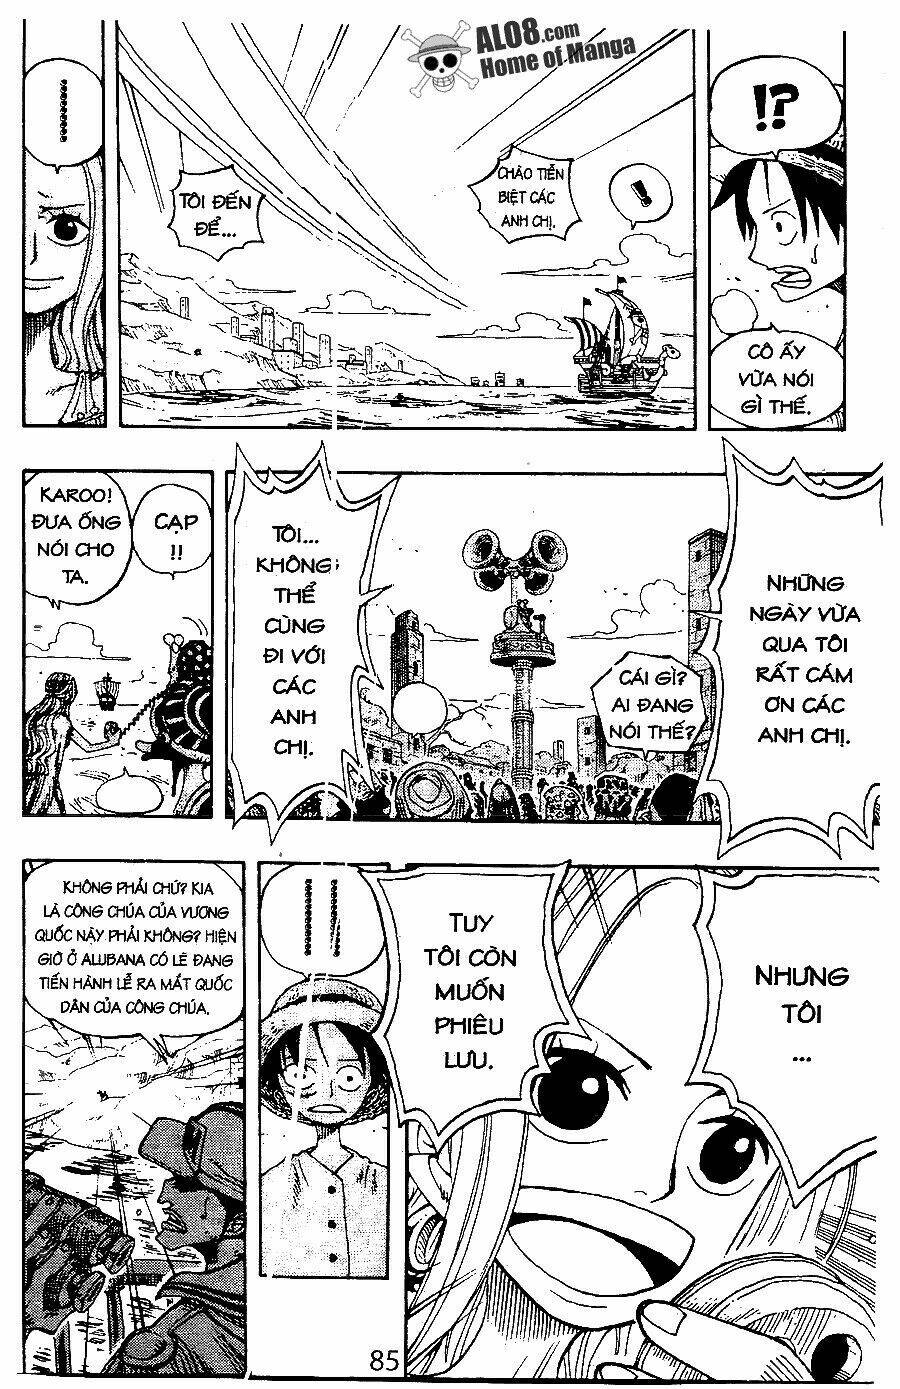 ALO8.com
Home of Manga
!?
CÔ ẤY
VỪA NÓI
GÌ THẾ.
!!
CHÀO TIỄN
BIỆT CÁC
ANH CHỊ.
TÔI ĐẾN
ĐỂ...
NHỮNG
NGÀY VỪA
QUA TÔI
RẤT CÁM
ƠN CÁC
ANH CHỊ.
CÁI GÌ?
AI ĐANG
NÓI THẾ?
TÔI...
KHÔNG
THỂ
CÙNG
ĐI VỚI
CÁC
ANH
CHỊ.
CẠP
!!
KAROO!
ĐƯA ỐNG
NÓI CHO
TA.
NHƯNG
TÔI
...
TUY
TÔI CÒN
MUỐN
PHIÊU
LƯU.
KHÔNG PHẢI CHỨ? KIA
LÀ CÔNG CHÚA CỦA VƯƠNG
QUỐC NÀY PHẢI KHÔNG? HIỆN
GIỜ Ở ALUBANA CÓ LẼ ĐANG
TIẾN HÀNH LỄ RA MẮT QUỐC
DÂN CỦA CÔNG CHÚA.
85